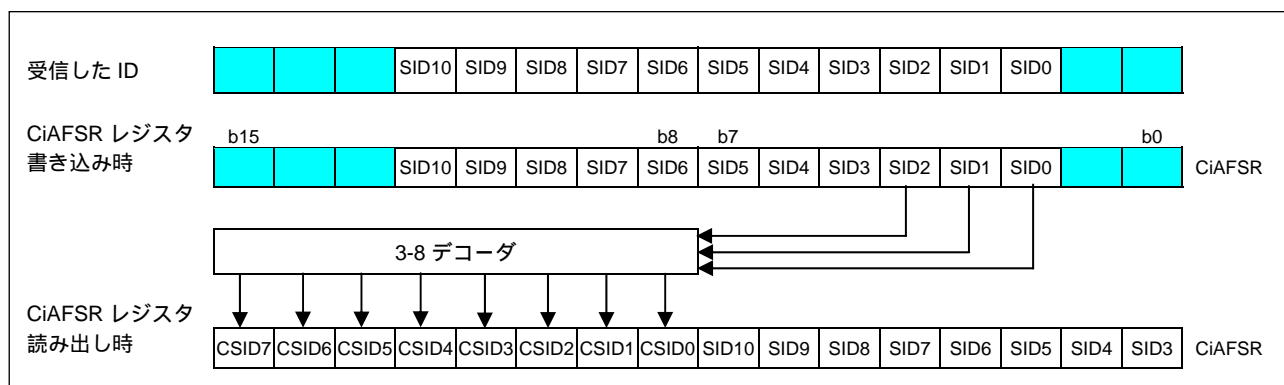 受信した ID
SID10 SID9 SID8 SID7 SID6 SID5 SID4 SID3 SID2 SID1 SID0
CiAFSR レジスタ
書き込み時
b15 b8 b7 b0
SID10 SID9 SID8 SID7 SID6 SID5 SID4 SID3 SID2 SID1 SID0 CiAFSR
3-8 デコーダ
CiAFSR レジスタ
読み出し時
CSID7 CSID6 CSID5 CSID4 CSID3 CSID2 CSID1 CSID0 SID10 SID9 SID8 SID7 SID6 SID5 SID4 SID3 CiAFSR